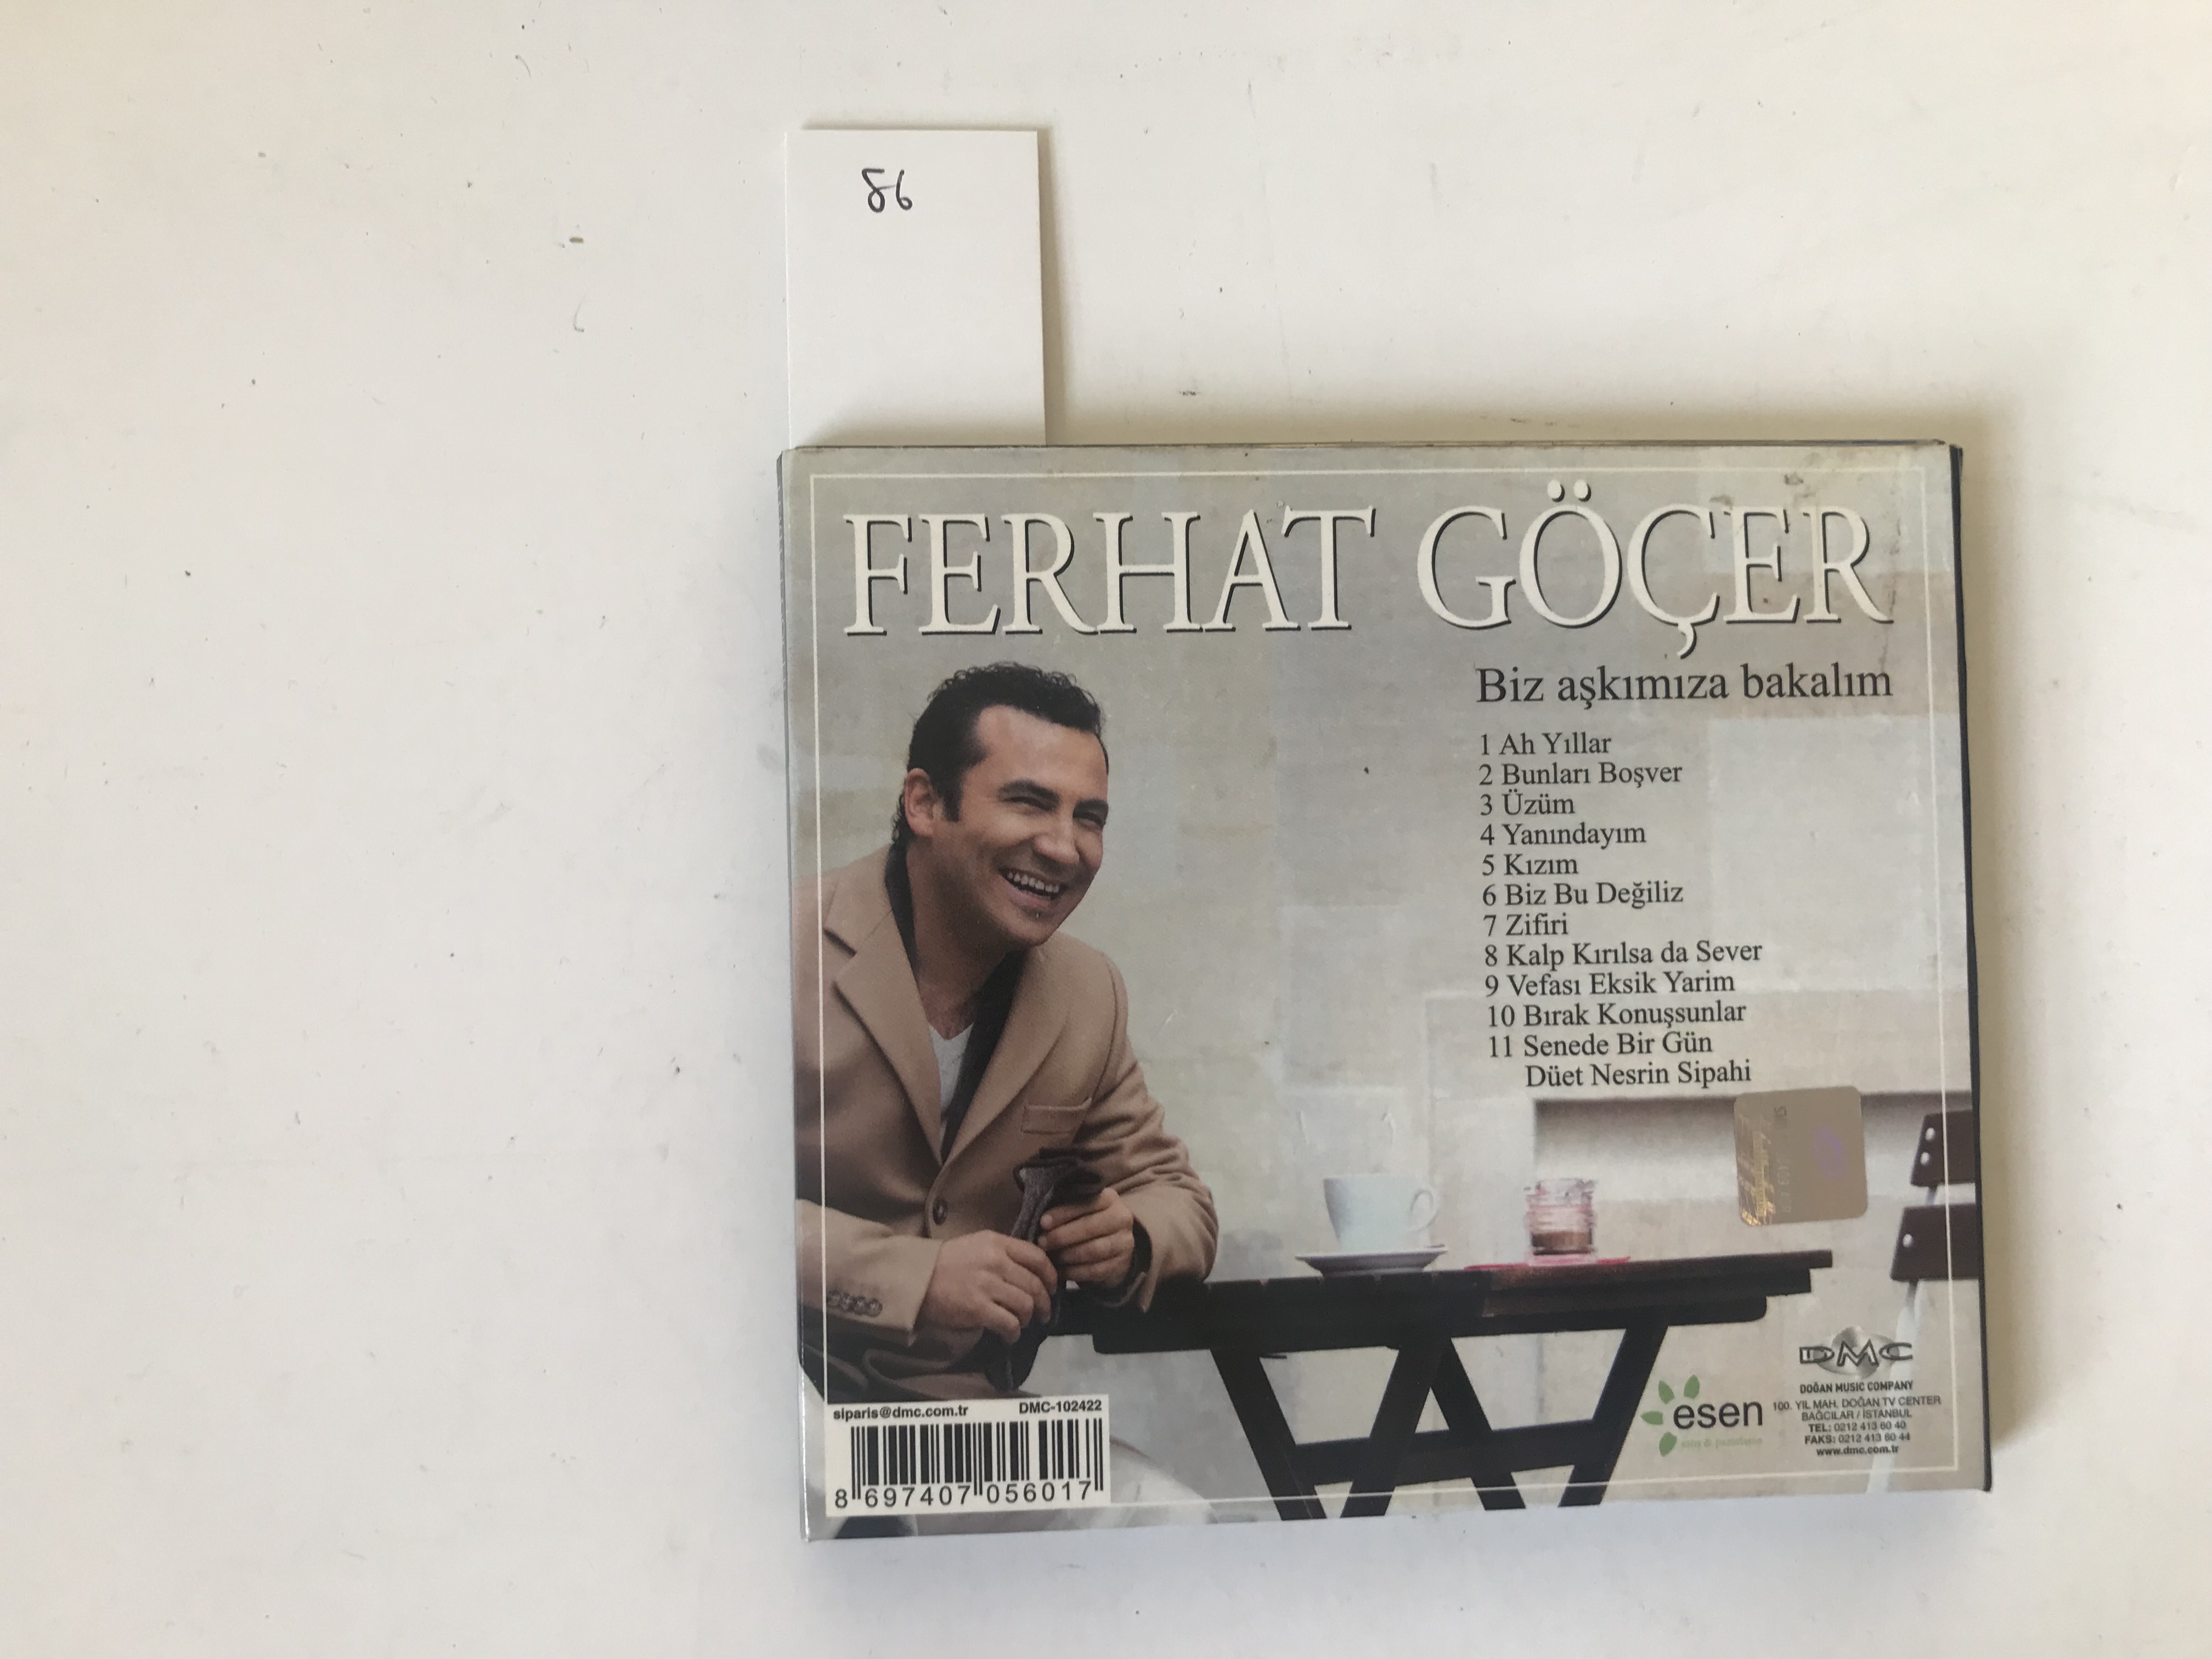 86
FERHAT GÖÇER
Biz aşkımıza bakalım
1 Ah Yıllar
2 Bunları Boşver
3 Üzüm
4 Yanındayım
5 Kızım
6 Biz Bu Değiliz
7 Zifiri
8 Kalp Kırılsa da Sever
9 Vefası Eksik Yarim
10 Bırak Konuşsunlar
11 Senede Bir Gün
Düet Nesrin Sipahi
siparis@dmc.com.tr DMC-102422
8 697407 056017
esen
DMC
DOĞAN MUSIC COMPANY
100. YIL MAH. DOĞAN TV CENTER
BAĞCILAR / İSTANBUL
TEL: 0212 413 60 40
FAKS: 0212 413 60 44
www.dmc.com.tr